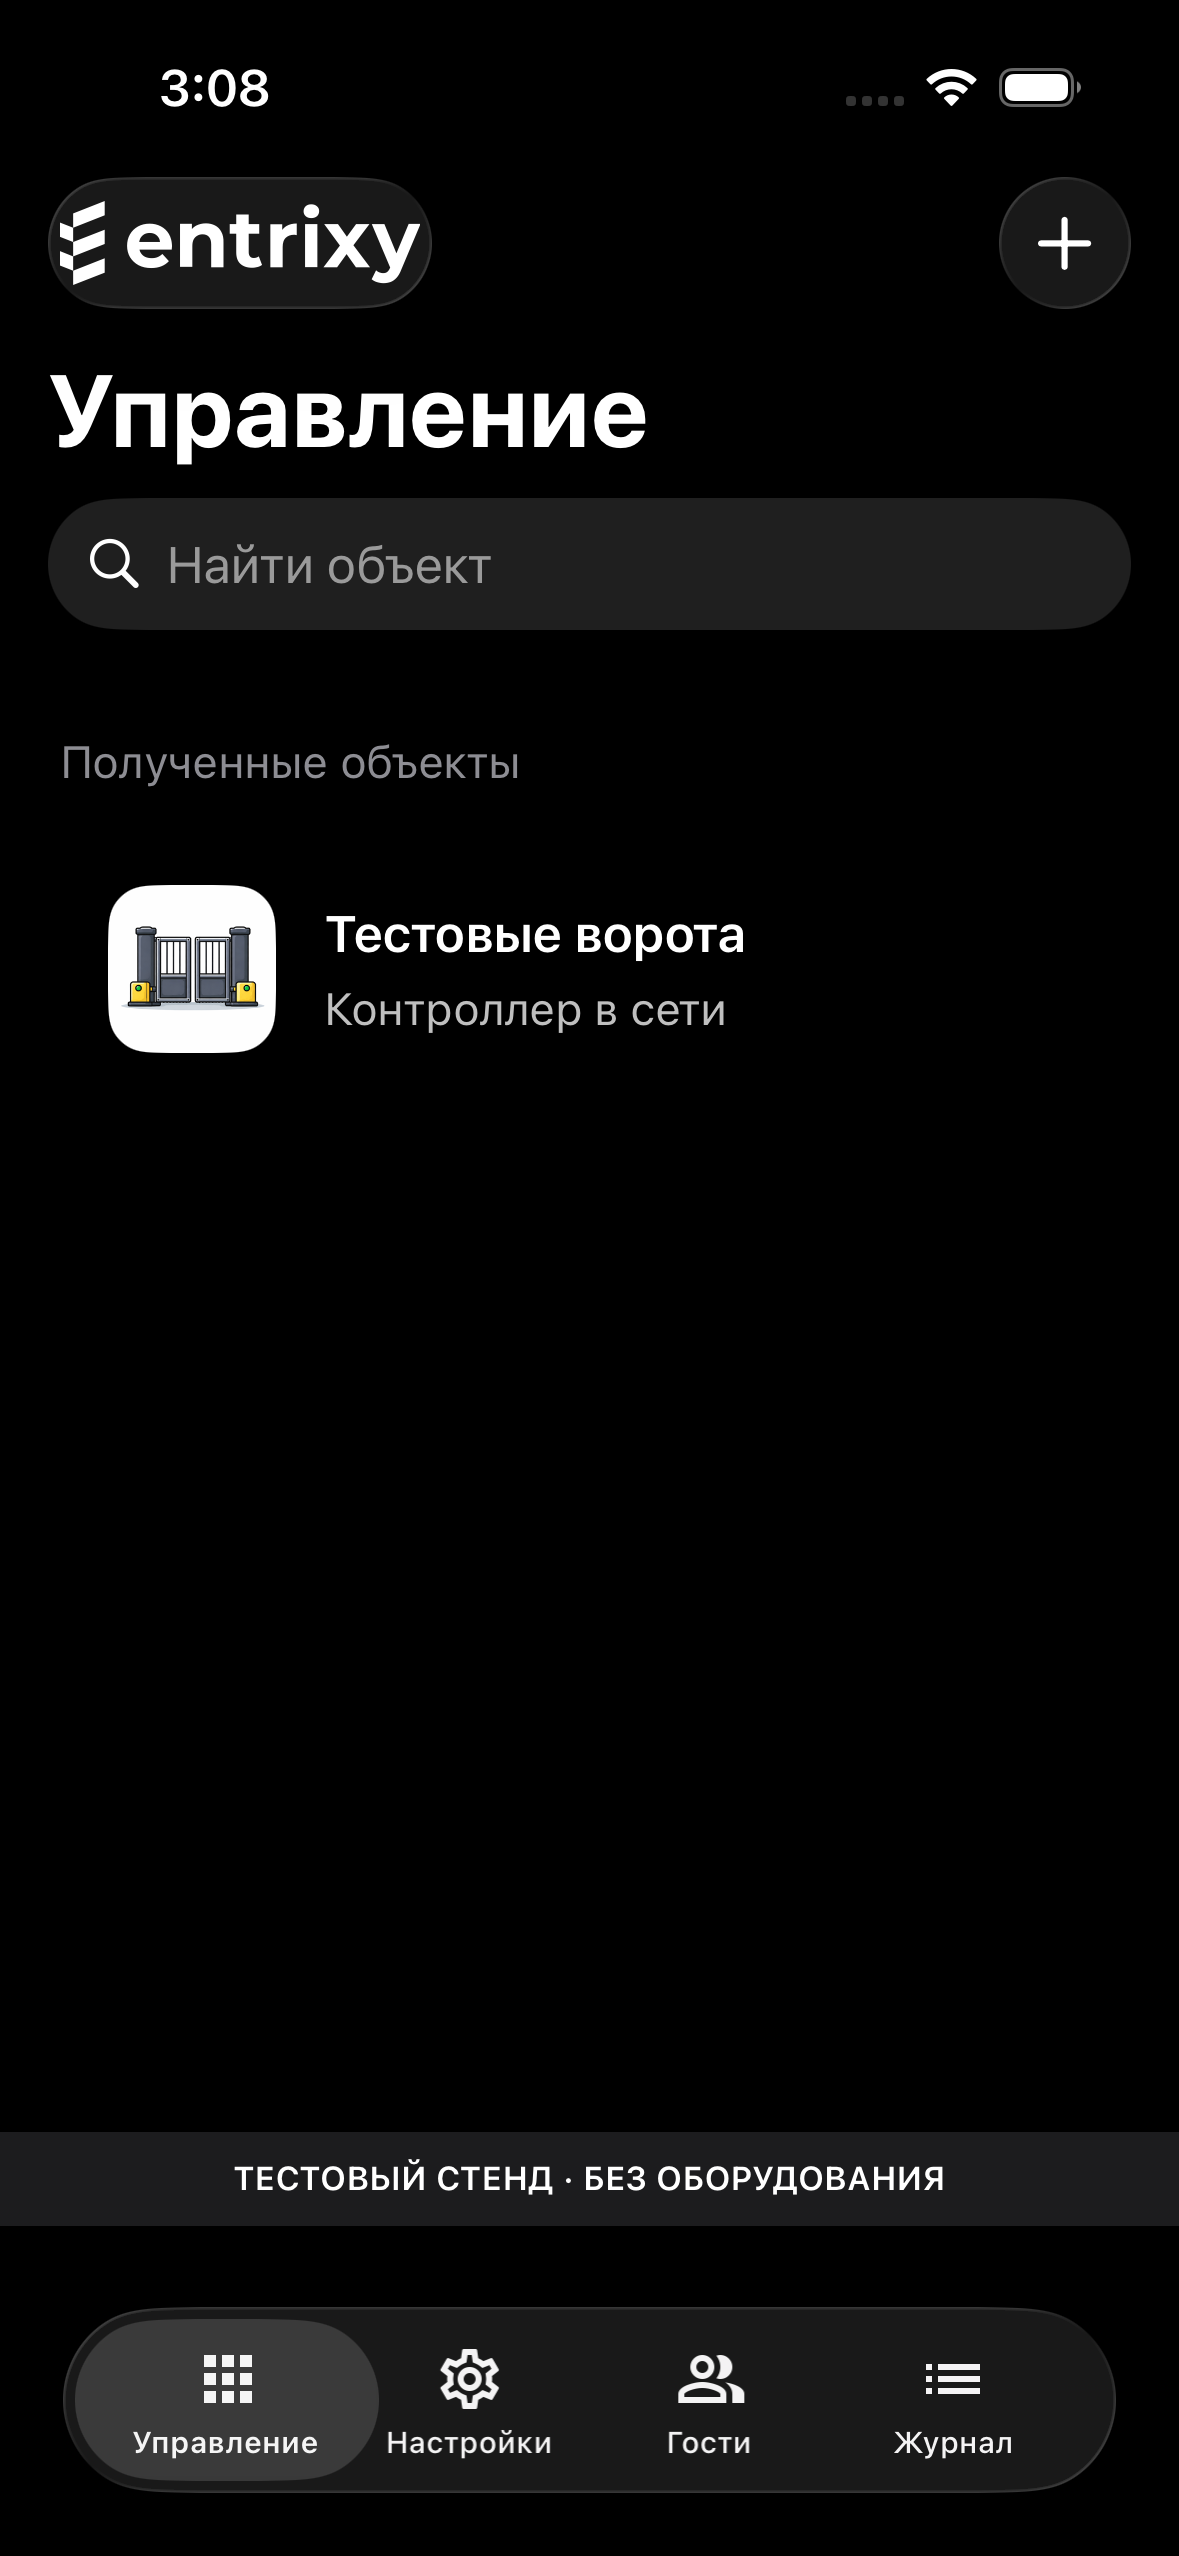 3:08
entrixy
Управление
Найти объект
Полученные объекты
Тестовые ворота
Контроллер в сети
ТЕСТОВЫЙ СТЕНД · БЕЗ ОБОРУДОВАНИЯ
Управление Настройки Гости Журнал